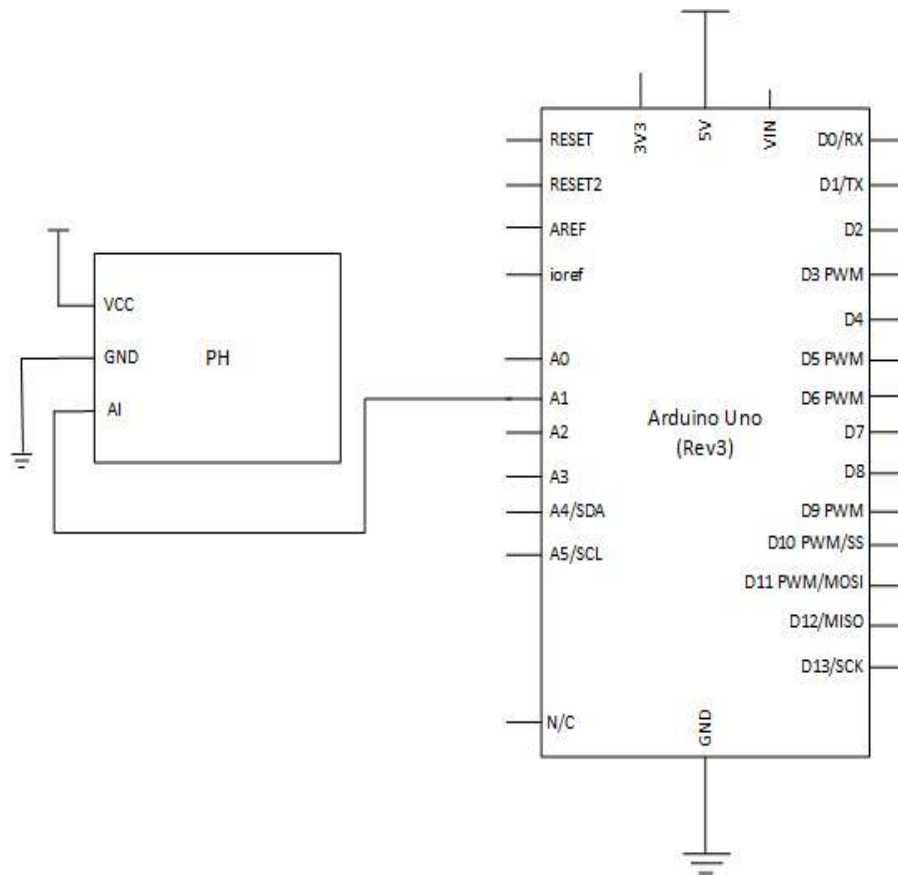 VCC
GND
AI
PH
3V3
5V
VIN
RESET
RESET2
AREF
ioref
A0
A1
A2
A3
A4/SDA
A5/SCL
N/C
Arduino Uno
(Rev3)
D0/RX
D1/TX
D2
D3 PWM
D4
D5 PWM
D6 PWM
D7
D8
D9 PWM
D10 PWM/SS
D11 PWM/MOSI
D12/MISO
D13/SCK
GND